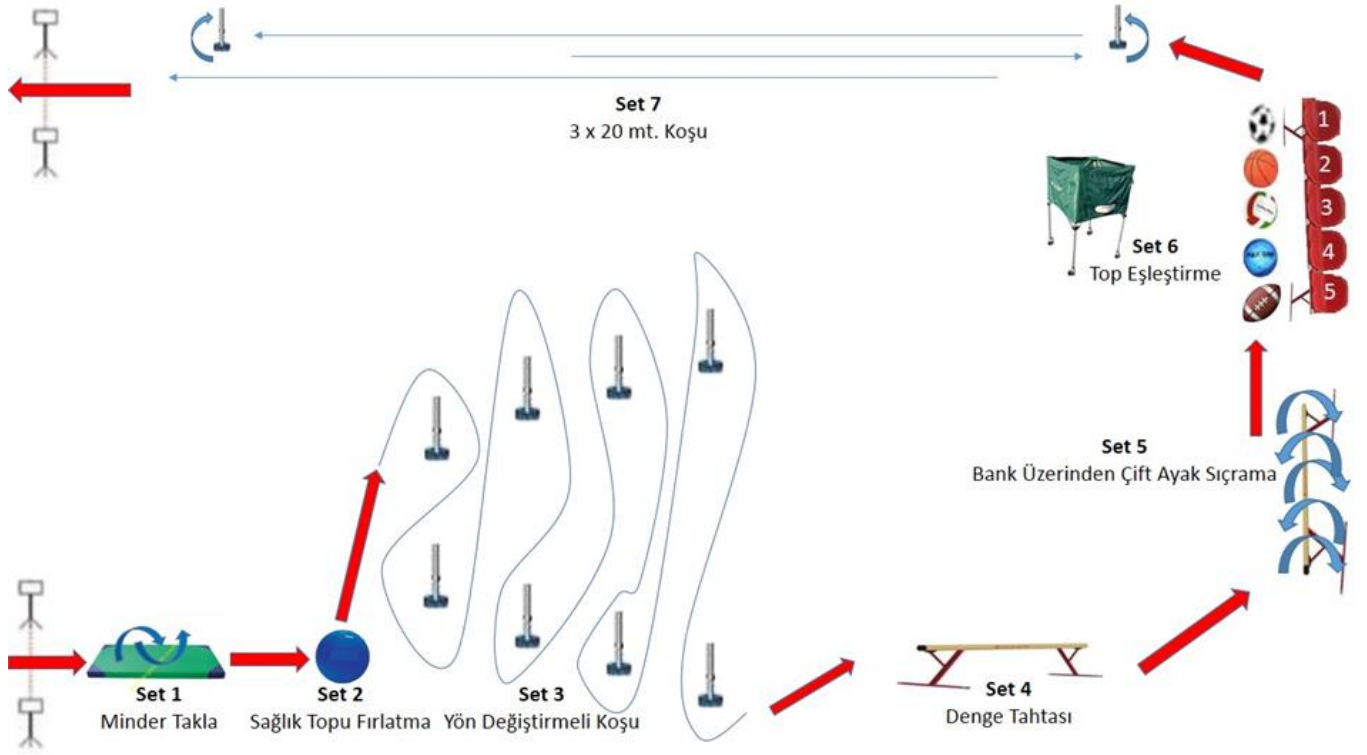 Set 7
3 x 20 mt. Koşu
1
2
3
4
5
Set 6
Top Eşleştirme
Set 5
Bank Üzerinden Çift Ayak Sıçrama
Set 1
Minder Takla
Set 2
Sağlık Topu Fırlatma
Set 3
Yön Değiştirmeli Koşu
Set 4
Denge Tahtası